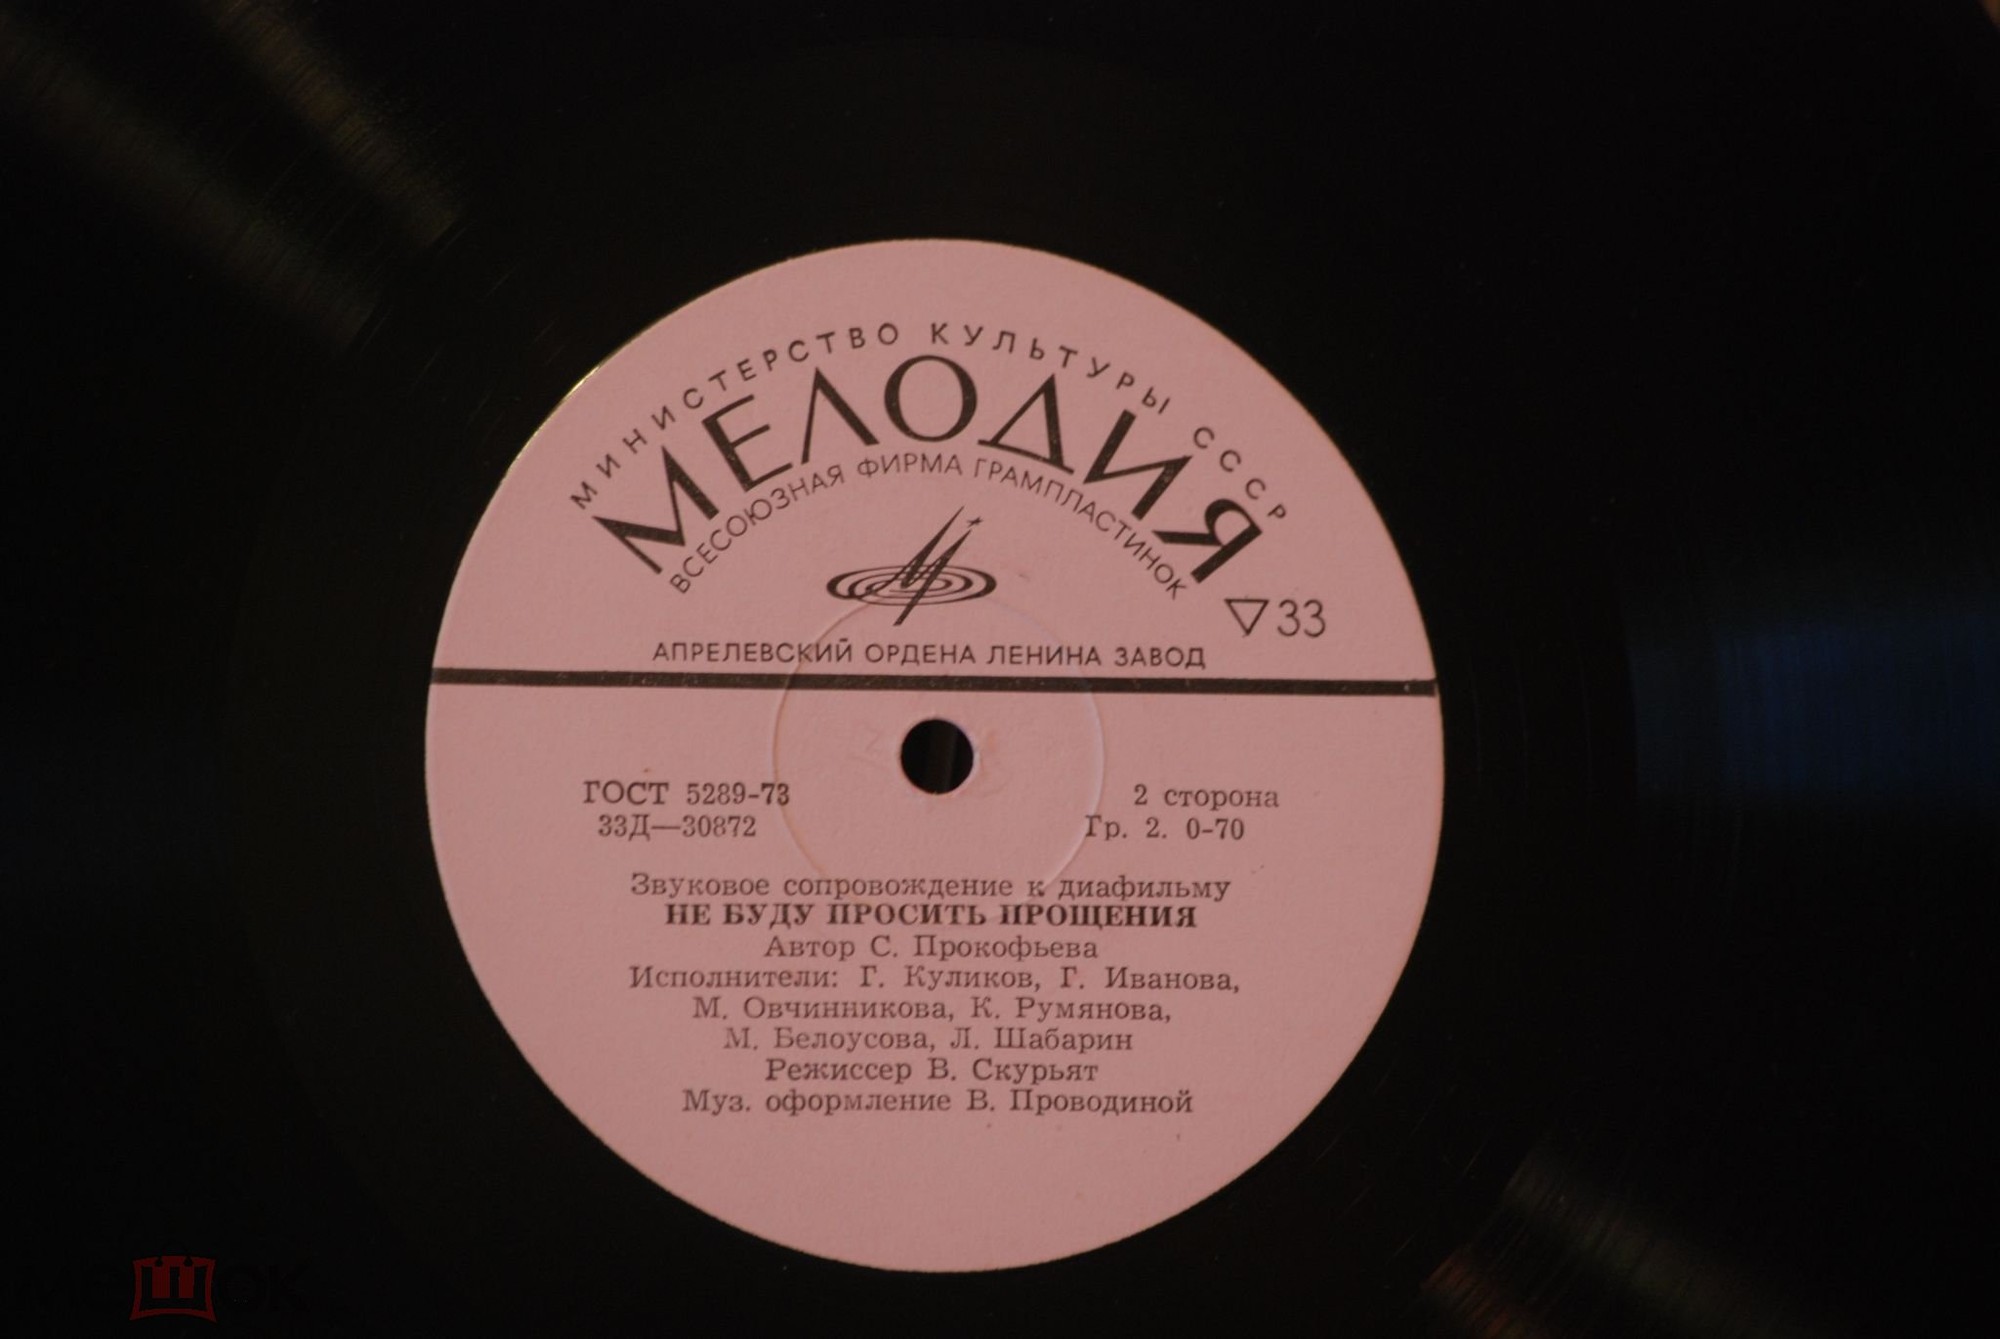 МИНИСТЕРСТВО КУЛЬТУРЫ СССР
МЕЛОДИЯ
ВСЕСОЮЗНАЯ ФИРМА ГРАМПЛАСТИНОК
▽33
АПРЕЛЕВСКИЙ ОРДЕНА ЛЕНИНА ЗАВОД
ГОСТ 5289-73
2 сторона
33Д—30872
Гр. 2. 0-70
Звуковое сопровождение к диафильму
НЕ БУДУ ПРОСИТЬ ПРОЩЕНИЯ
Автор С. Прокофьева
Исполнители: Г. Куликов, Г. Иванова,
М. Овчинникова, К. Румянова,
М. Белоусова, Л. Шабарин
Режиссер В. Скурьят
Муз. оформление В. Проводиной